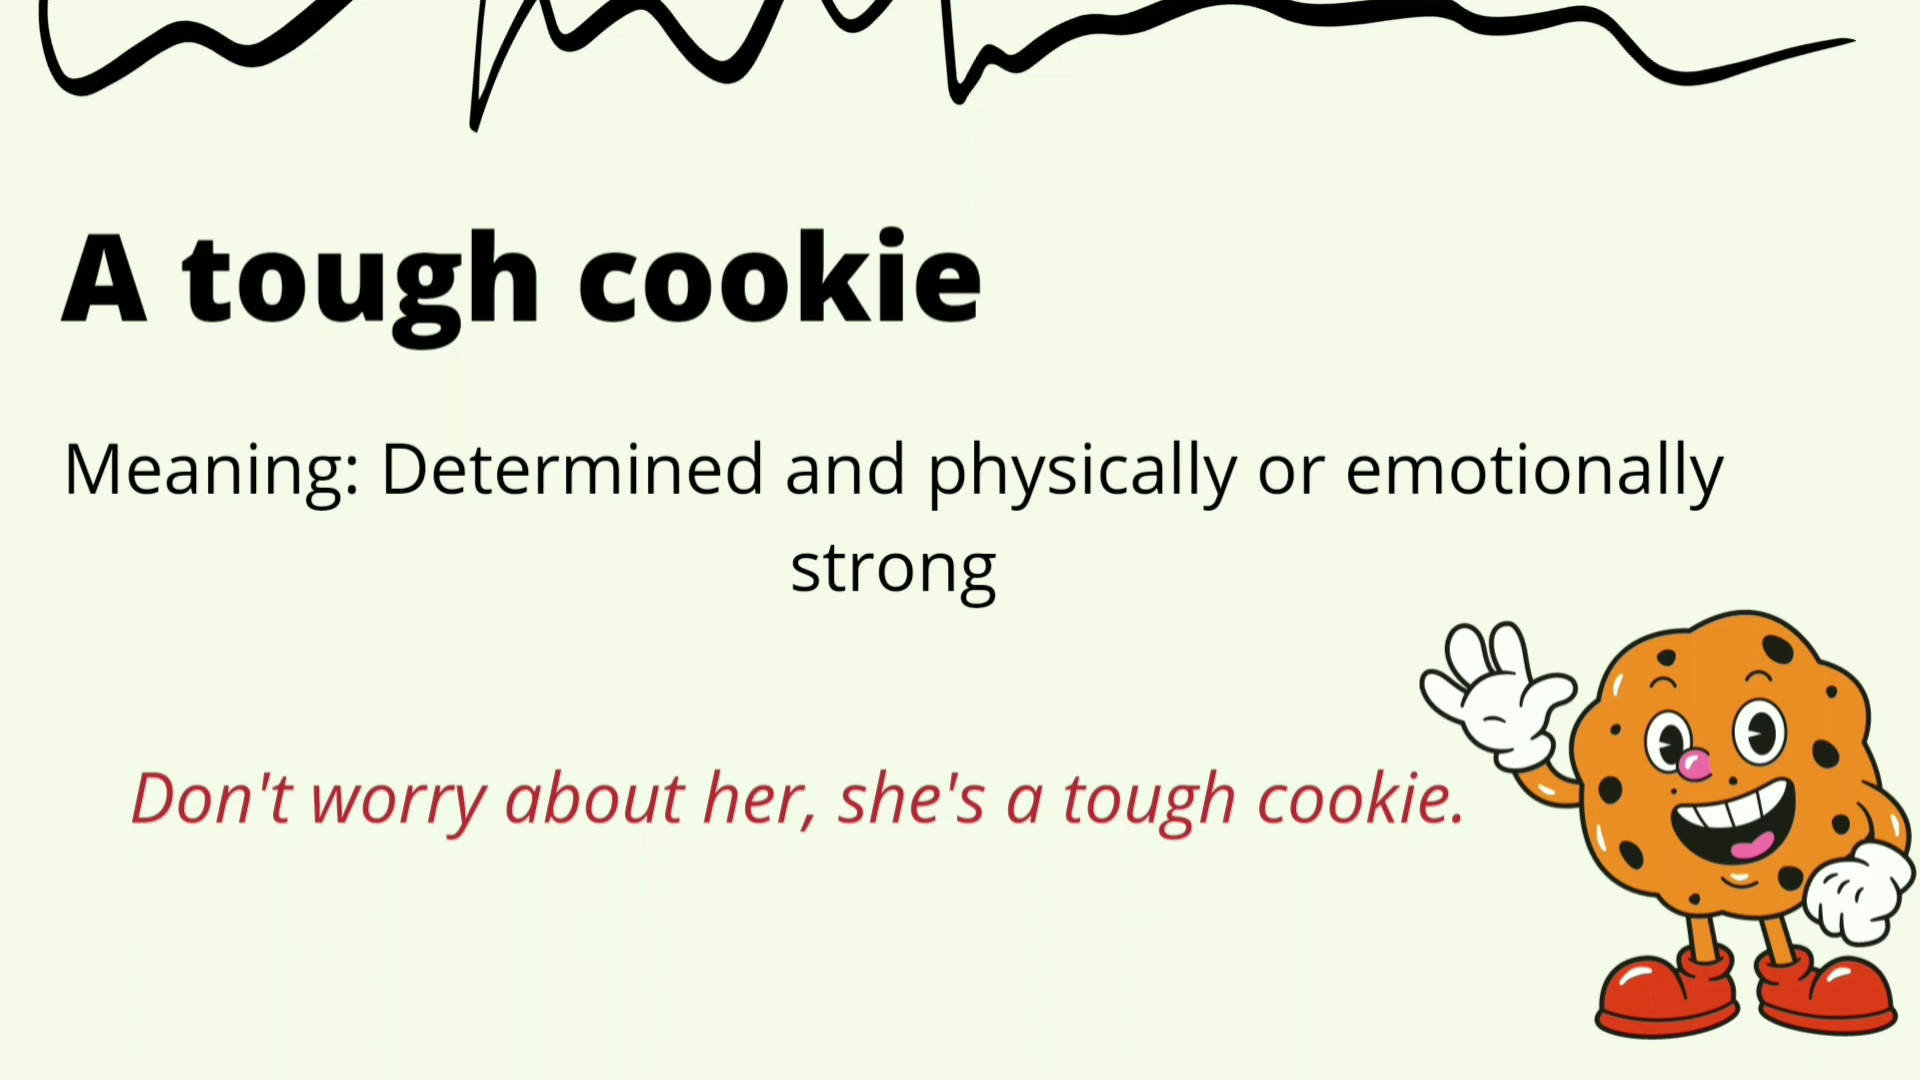 A tough cookie
Meaning: Determined and physically or emotionally
strong
Don't worry about her, she's a tough cookie.